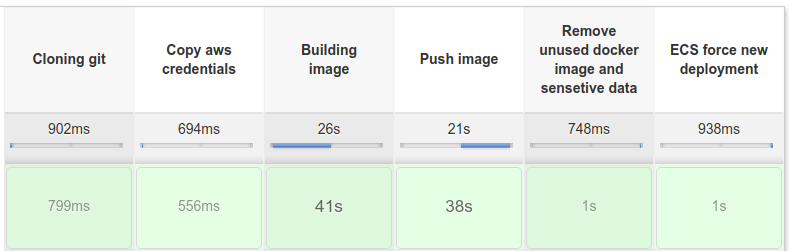 Cloning git
Copy aws
credentials
Building
image
Push image
Remove
unused docker
image and
sensetive data
ECS force new
deployment
902ms
694ms
26s
21s
748ms
938ms
799ms
556ms
41s
38s
1s
1s